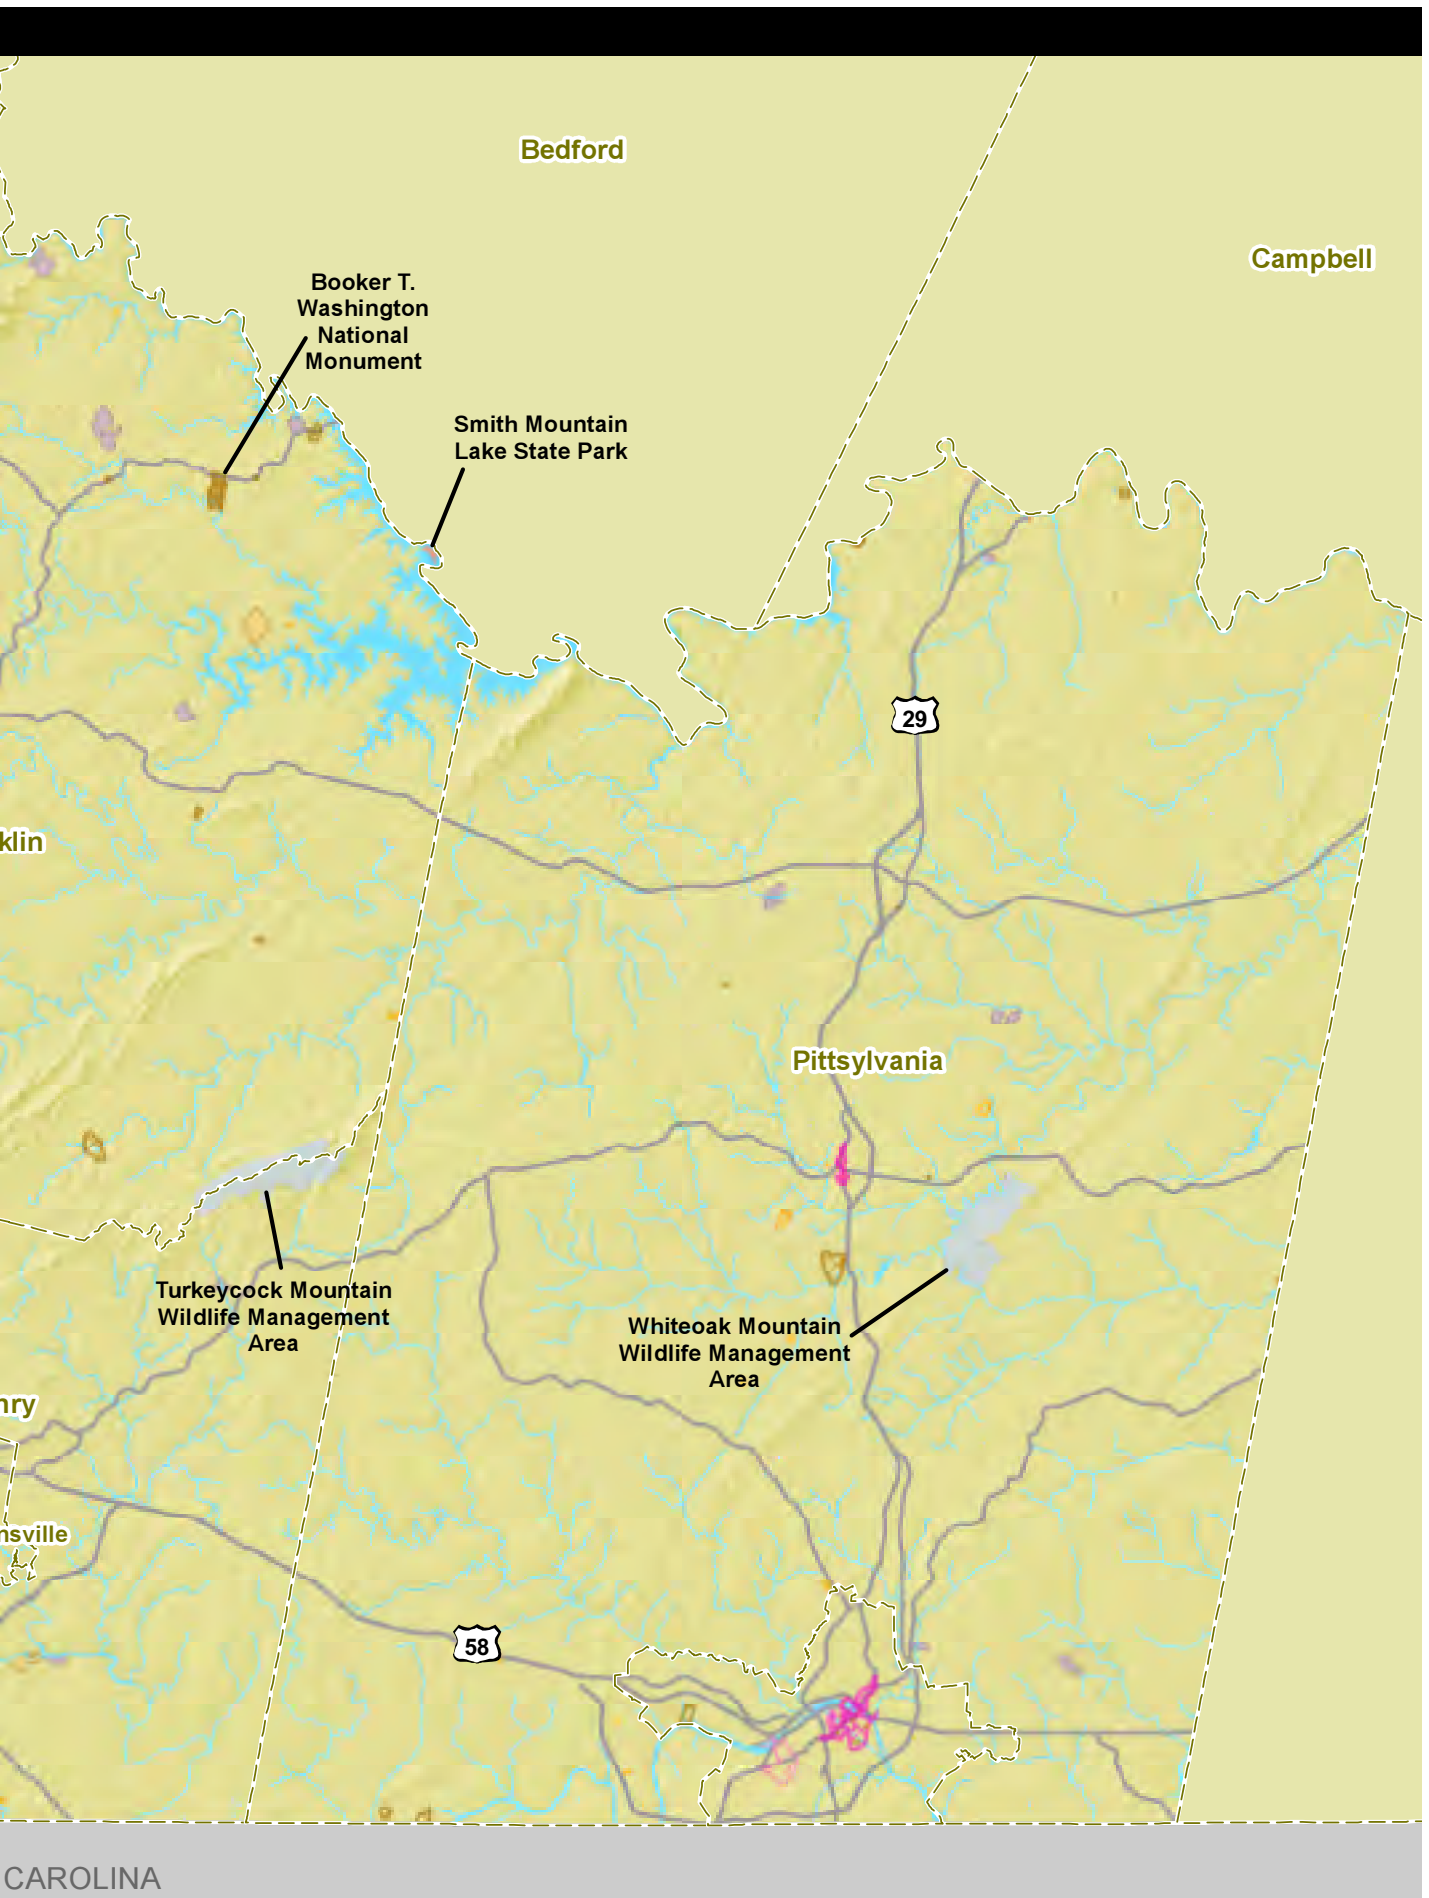 Bedford
Campbell
Booker T.
Washington
National
Monument
Smith Mountain
Lake State Park
29
klin
Pittsylvania
Turkeycock Mountain
Wildlife Management
Area
Whiteoak Mountain
Wildlife Management
Area
nry
nsville
58
CAROLINA